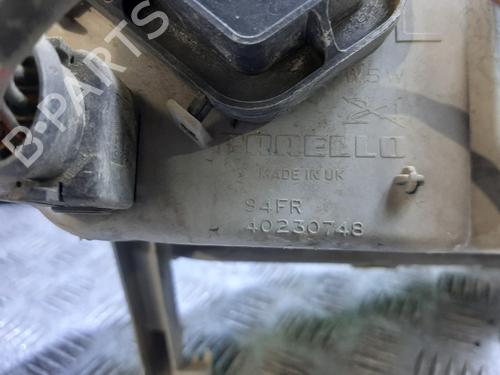 W5W
CARELLO
MADE IN UK
94FR
40230748
B-PARTS